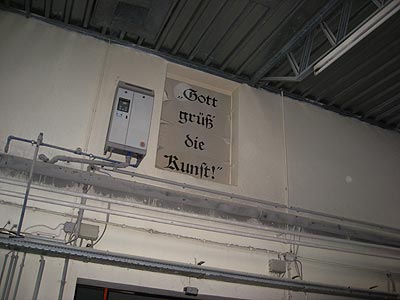 „Gott
grüß
die
Kunst!"